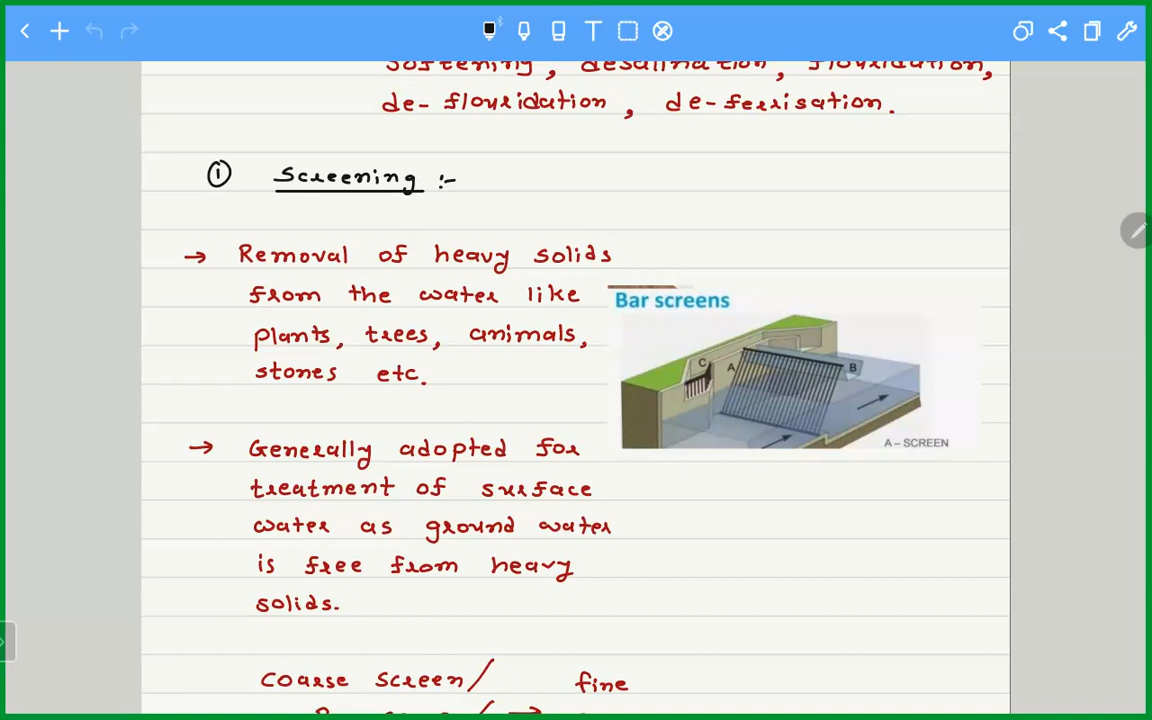 softening, desalination, flouridation,
de-flouridation, de-ferrisation.
① Screening :-
→ Removal of heavy solids
from the water like
plants, trees, animals,
stones etc.
Bar screens
C A B
A – SCREEN
→ Generally adopted for
treatment of surface
water as ground water
is free from heavy
solids.
Coarse Screen/ fine